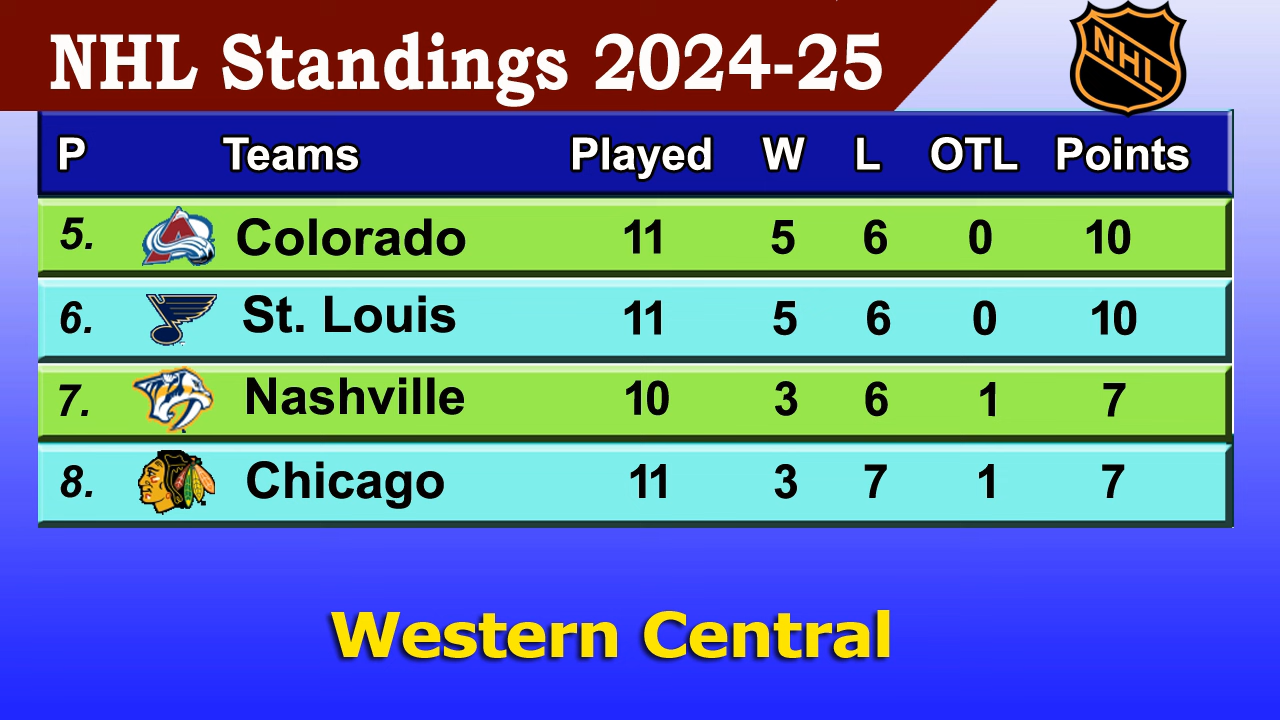 NHL Standings 2024-25
NHL
P Teams Played W L OTL Points
5. Colorado 11 5 6 0 10
6. St. Louis 11 5 6 0 10
7. Nashville 10 3 6 1 7
8. Chicago 11 3 7 1 7
Western Central